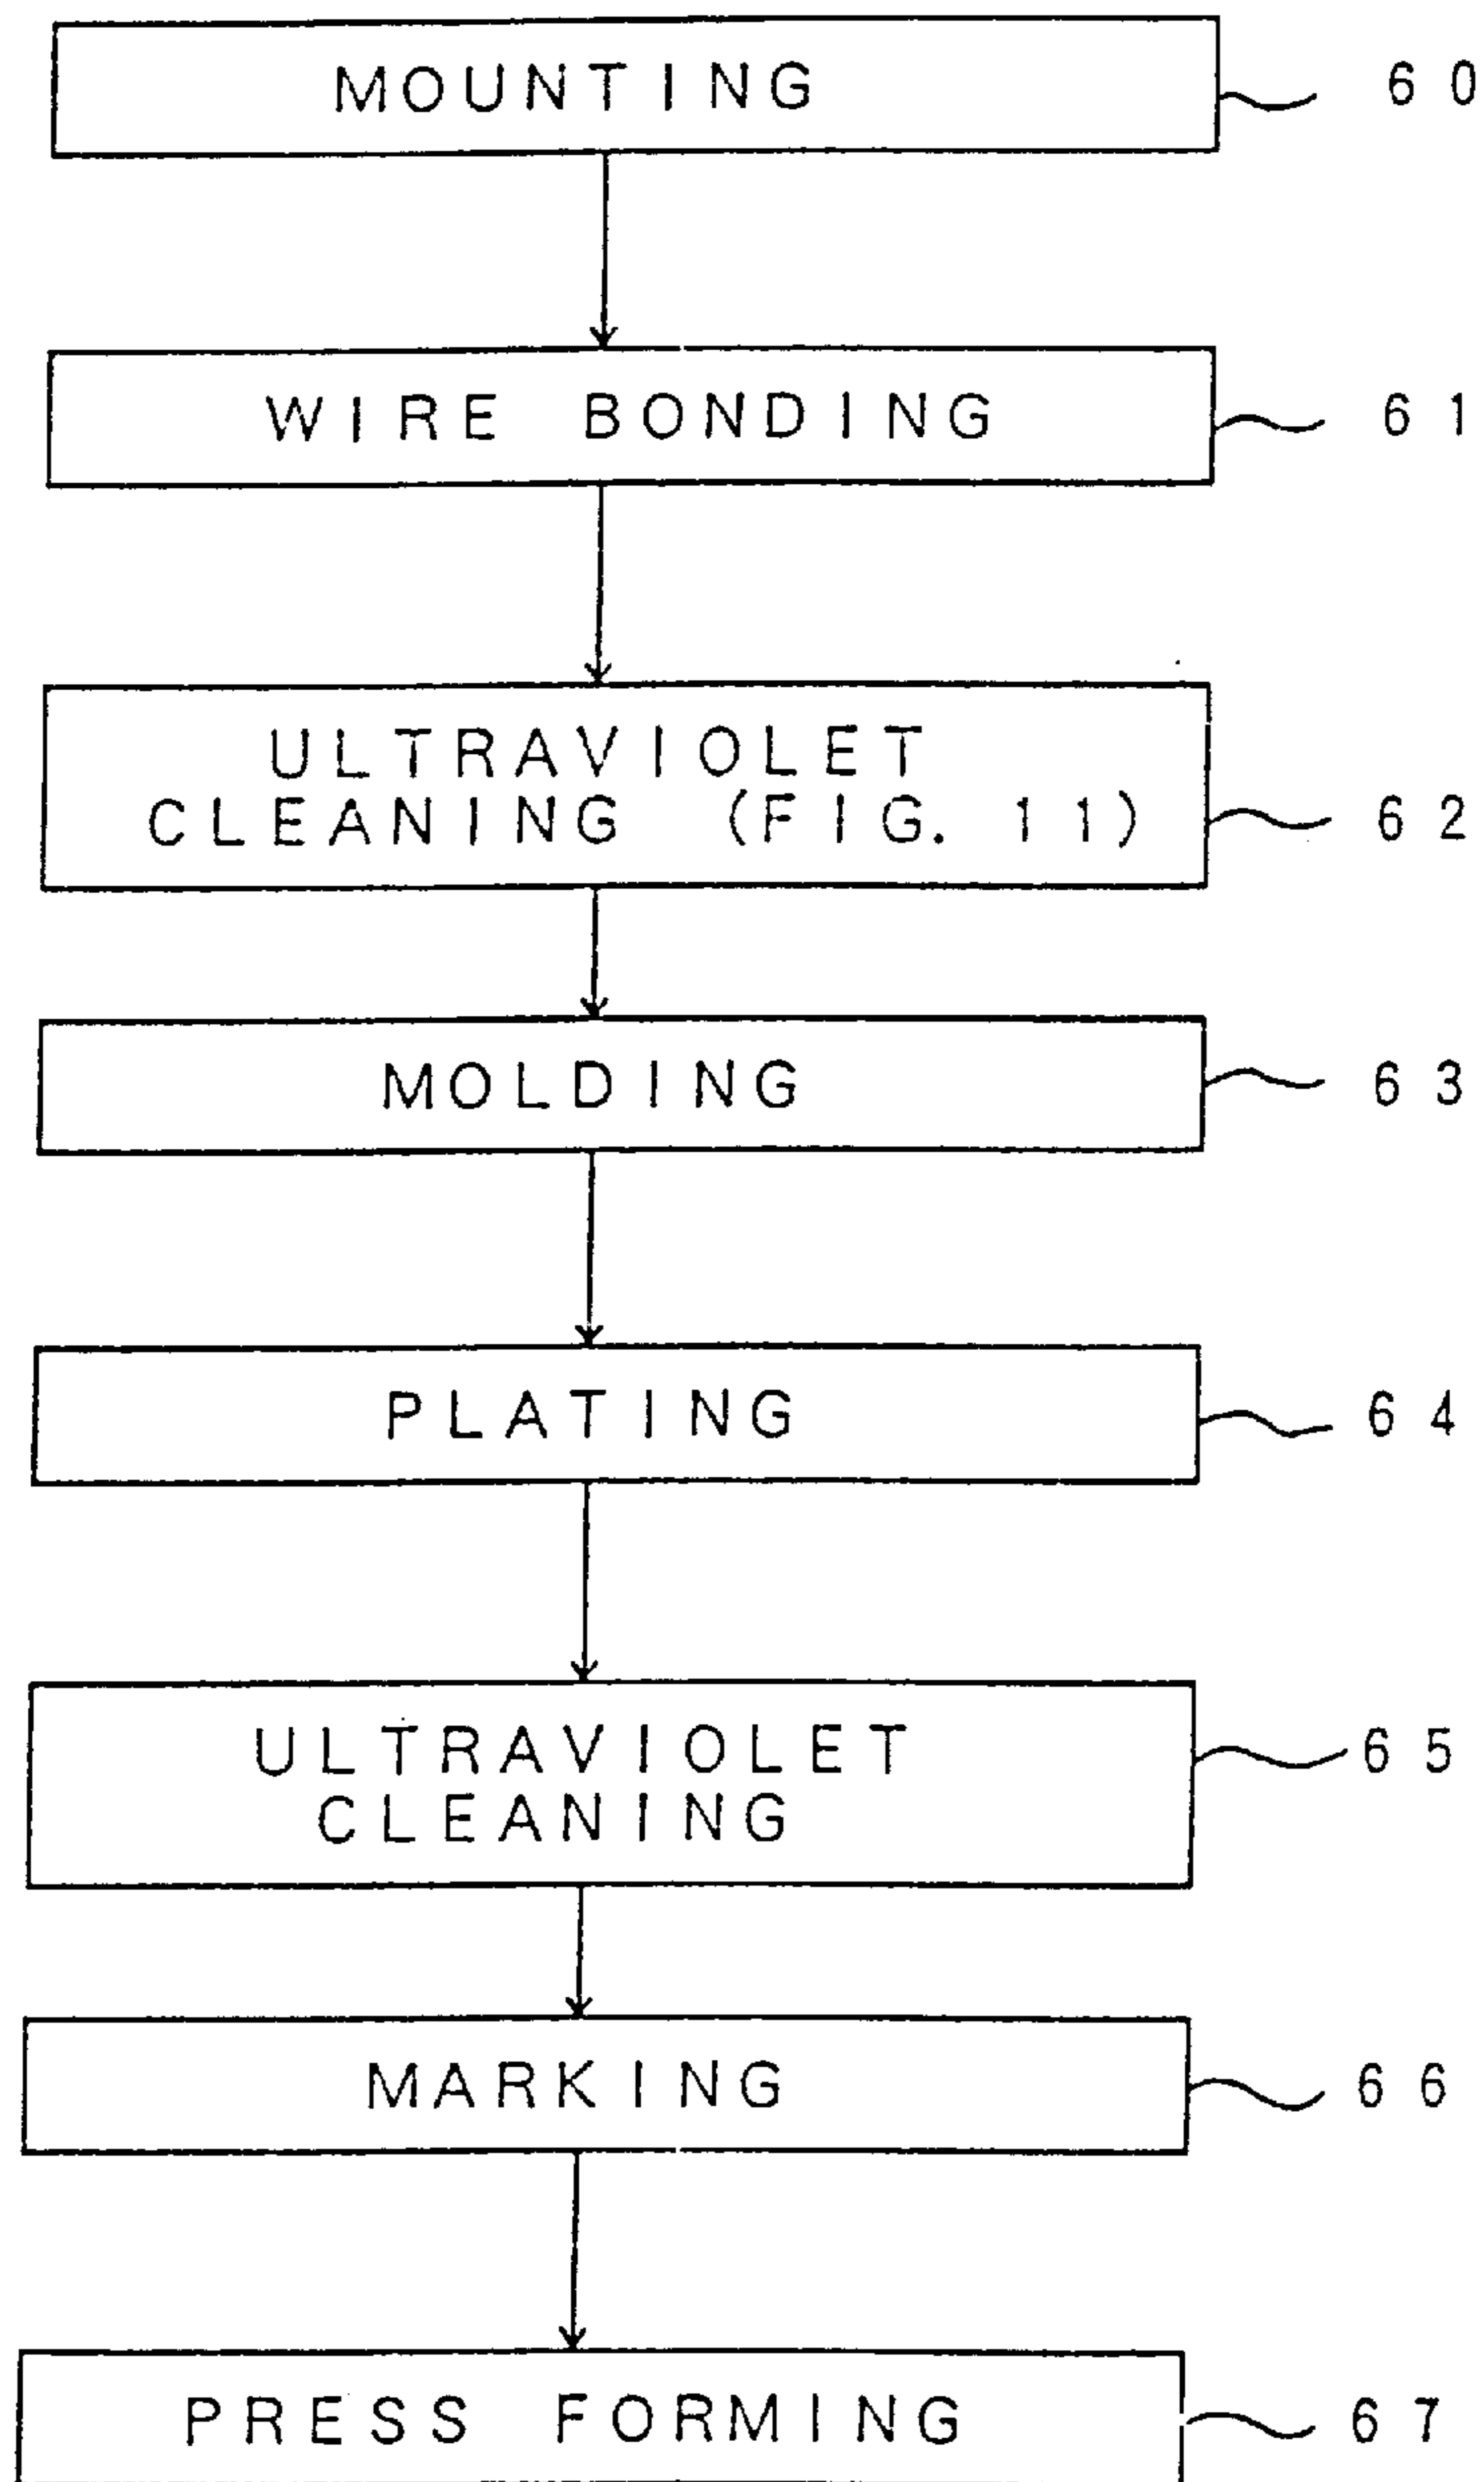 MOUNTING
60
WIRE BONDING
61
ULTRAVIOLET
CLEANING (FIG. 11)
62
MOLDING
63
PLATING
64
ULTRAVIOLET
CLEANING
65
MARKING
66
PRESS FORMING
67